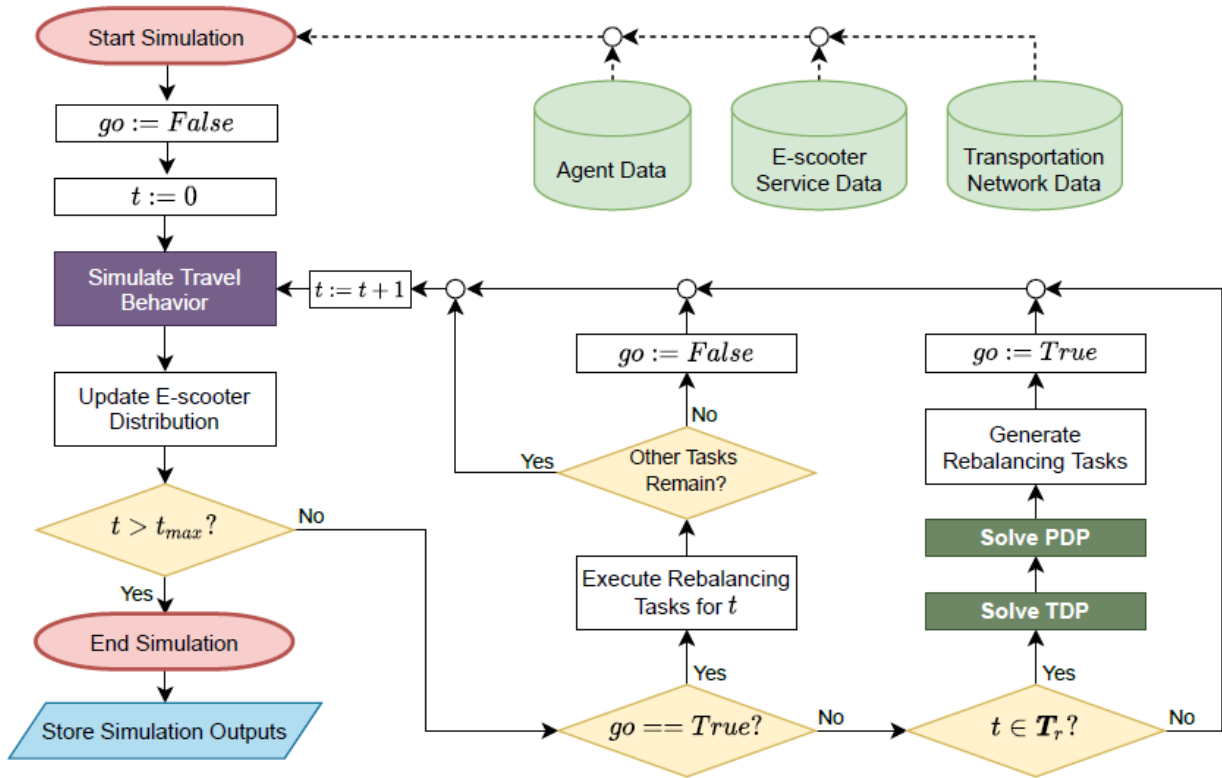 Start Simulation
go := False
t := 0
Simulate Travel
Behavior
Update E-scooter
Distribution
t > t_max?
No
Yes
End Simulation
Store Simulation Outputs
Agent Data
E-scooter
Service Data
Transportation
Network Data
t := t + 1
go := False
No
Other Tasks
Remain?
Yes
Execute Rebalancing
Tasks for t
Yes
go == True?
No
go := True
Generate
Rebalancing Tasks
Solve PDP
Solve TDP
Yes
t ∈ T_r?
No